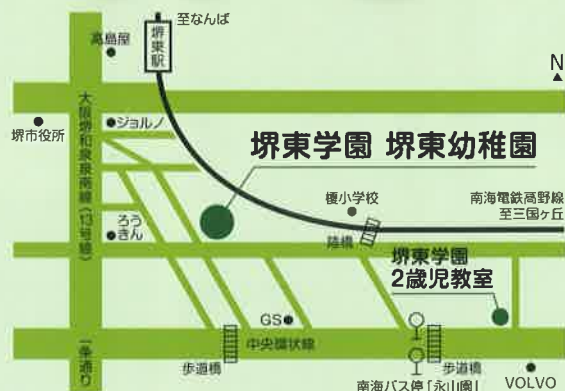 至なんば
髙島屋
堺東駅
N
堺市役所
ジョルノ
大阪堺和泉泉南線(13号線)
堺東学園 堺東幼稚園
榎小学校
南海電鉄高野線
至三国ヶ丘
ろう
きん
陸橋
堺東学園
2歳児教室
GS
中央環状線
一条通り
歩道橋
歩道橋
南海バス停「永山園」
VOLVO